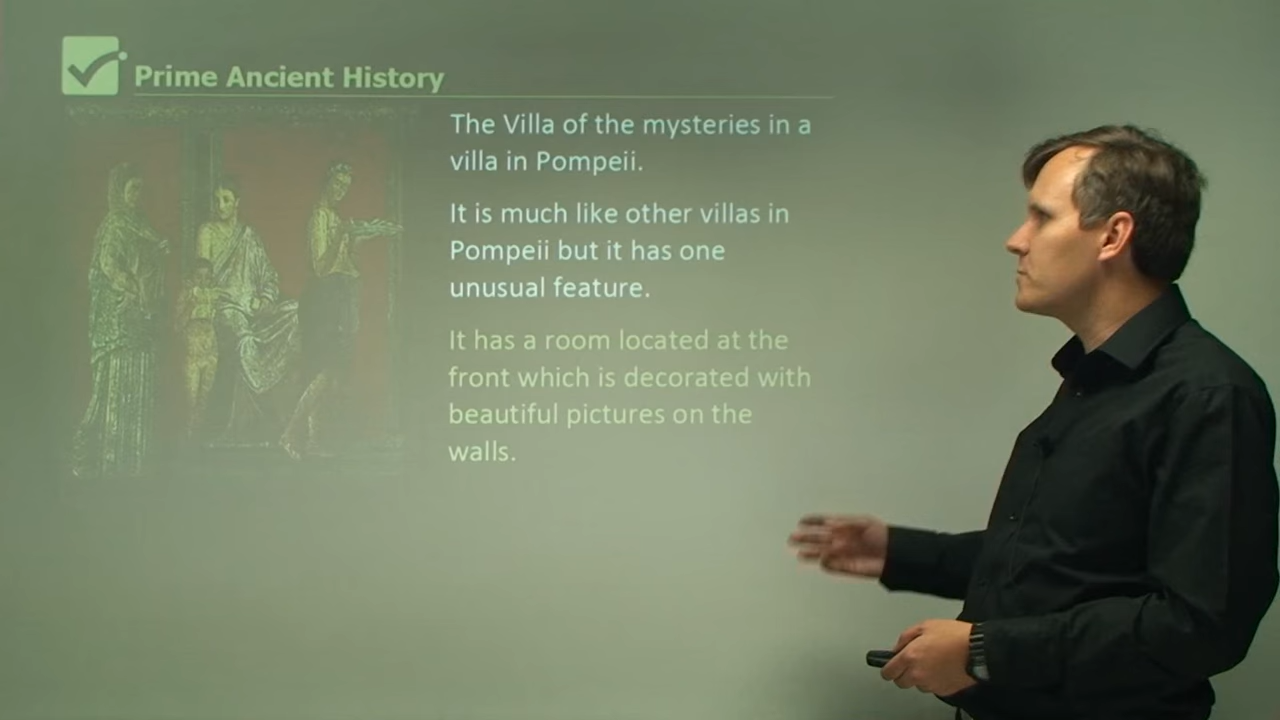 Prime Ancient History
The Villa of the mysteries in a
villa in Pompeii.
It is much like other villas in
Pompeii but it has one
unusual feature.
It has a room located at the
front which is decorated with
beautiful pictures on the
walls.